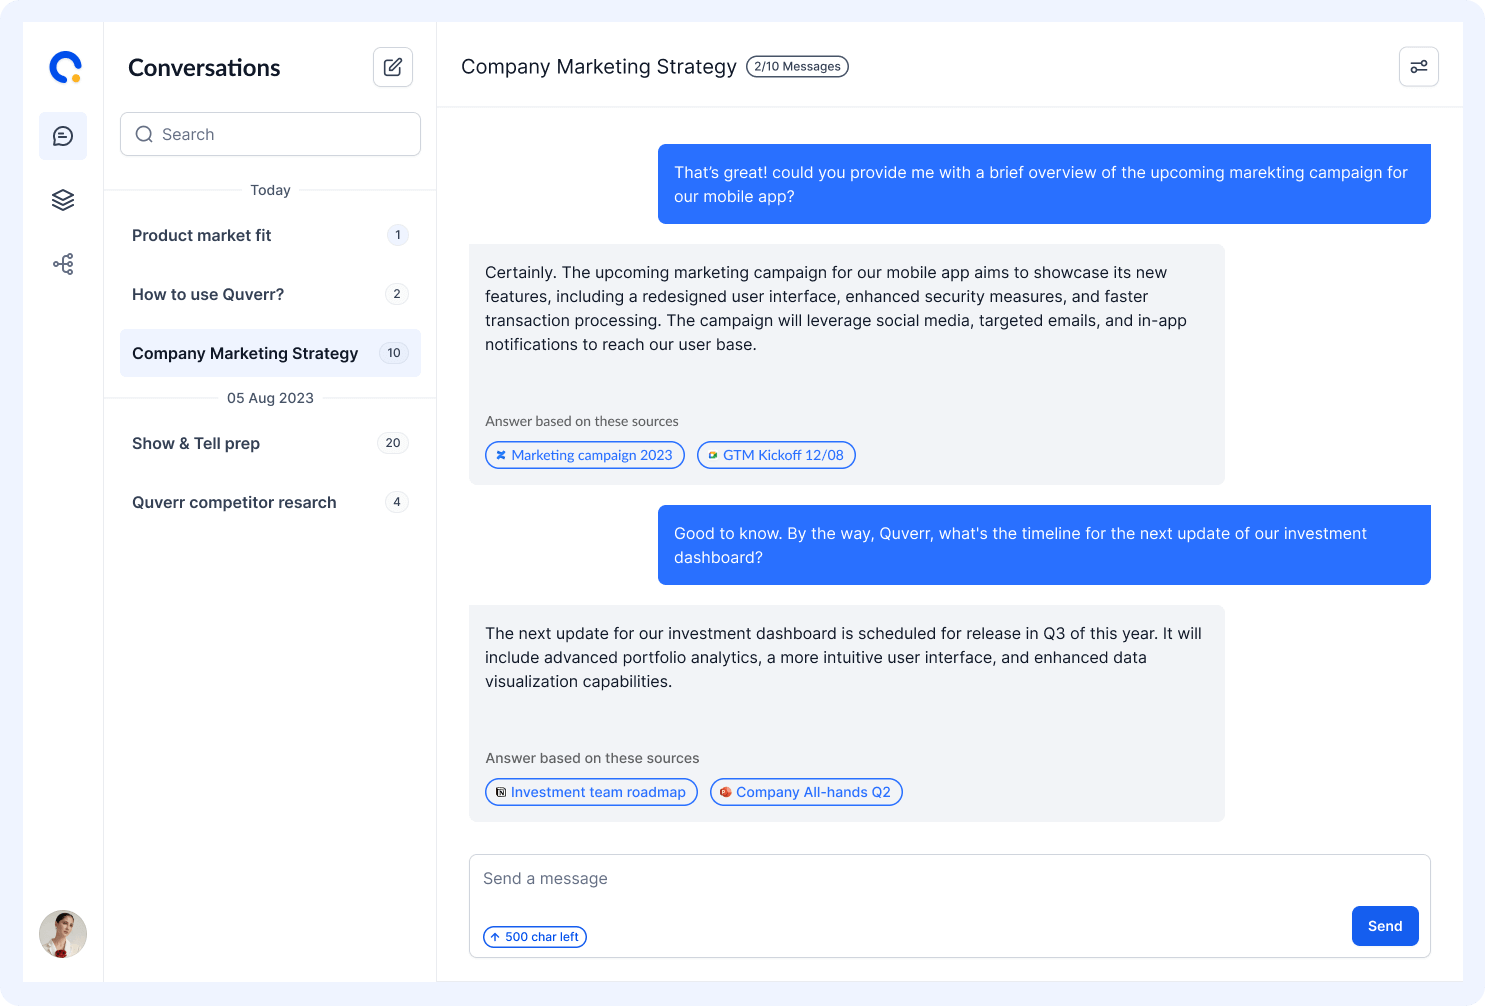 Conversations
Search
Today
Product market fit 1
How to use Quverr? 2
Company Marketing Strategy 10
05 Aug 2023
Show & Tell prep 20
Quverr competitor resarch 4
Company Marketing Strategy 2/10 Messages
That’s great! could you provide me with a brief overview of the upcoming marekting campaign for
our mobile app?
Certainly. The upcoming marketing campaign for our mobile app aims to showcase its new
features, including a redesigned user interface, enhanced security measures, and faster
transaction processing. The campaign will leverage social media, targeted emails, and in-app
notifications to reach our user base.
Answer based on these sources
Marketing campaign 2023 GTM Kickoff 12/08
Good to know. By the way, Quverr, what's the timeline for the next update of our investment
dashboard?
The next update for our investment dashboard is scheduled for release in Q3 of this year. It will
include advanced portfolio analytics, a more intuitive user interface, and enhanced data
visualization capabilities.
Answer based on these sources
Investment team roadmap Company All-hands Q2
Send a message
500 char left
Send